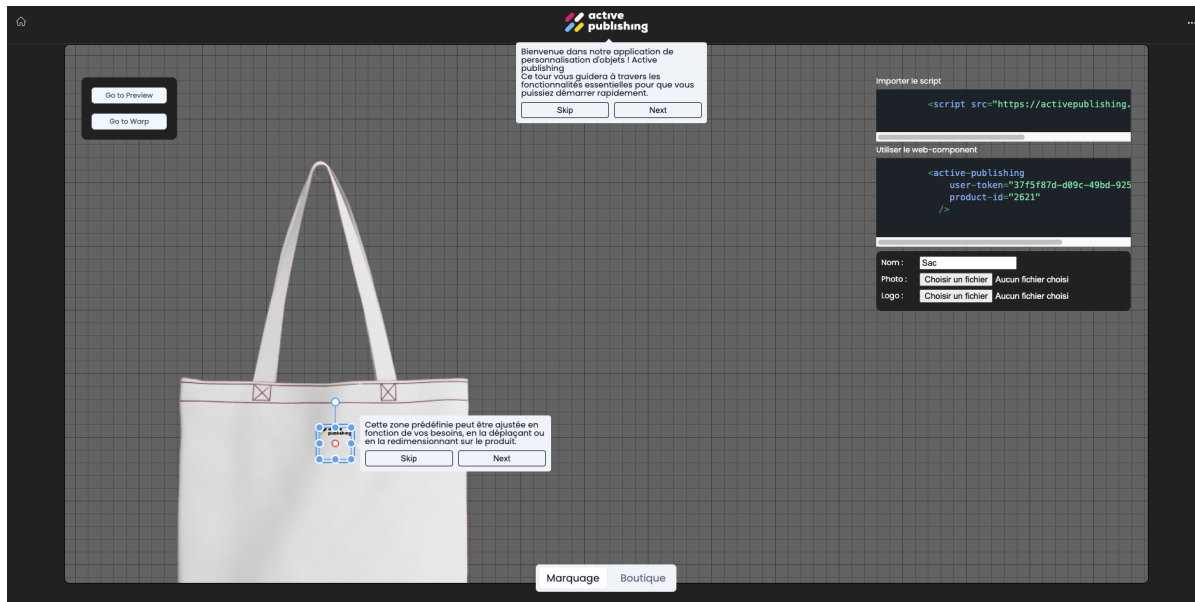 active
publishing
Bienvenue dans notre application de
personnalisation d'objets ! Active
publishing
Ce tour vous guidera à travers les
fonctionnalités essentielles pour que vous
puissiez démarrer rapidement.
Skip
Next
Go to Preview
Go to Warp
Importer le script
<script src="https://activepublishing.
Utiliser le web-component
<active-publishing
user-token="37f5f87d-d09c-49bd-925
product-id="2621"
/>
Nom :
Sac
Photo :
Choisir un fichier Aucun fichier choisi
Logo :
Choisir un fichier Aucun fichier choisi
publishing
Cette zone prédéfinie peut être ajustée en
fonction de vos besoins, en la déplaçant ou
en la redimensionnant sur le produit.
Skip
Next
Marquage
Boutique